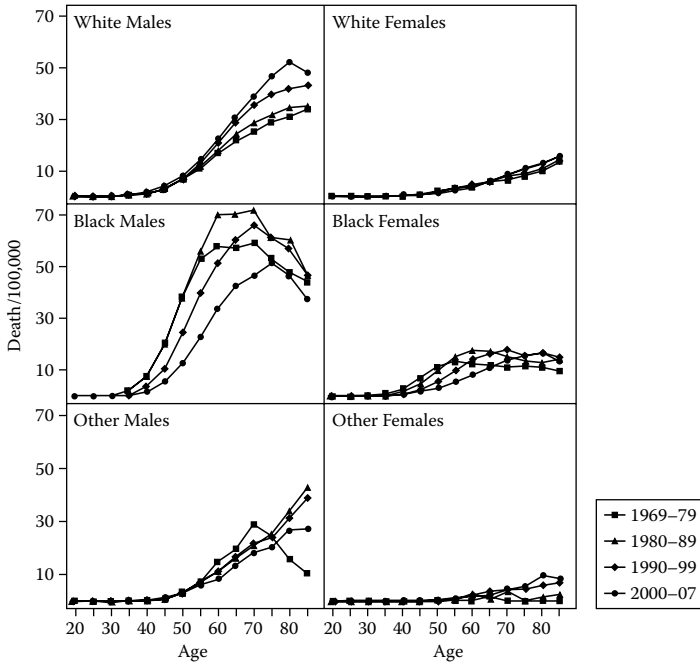 White Males
White Females
70
50
30
10
Black Males
Black Females
70
50
30
10
Other Males
Other Females
70
50
30
10
Death/100,000
20 30 40 50 60 70 80
20 30 40 50 60 70 80
Age
Age
1969–79
1980–89
1990–99
2000–07